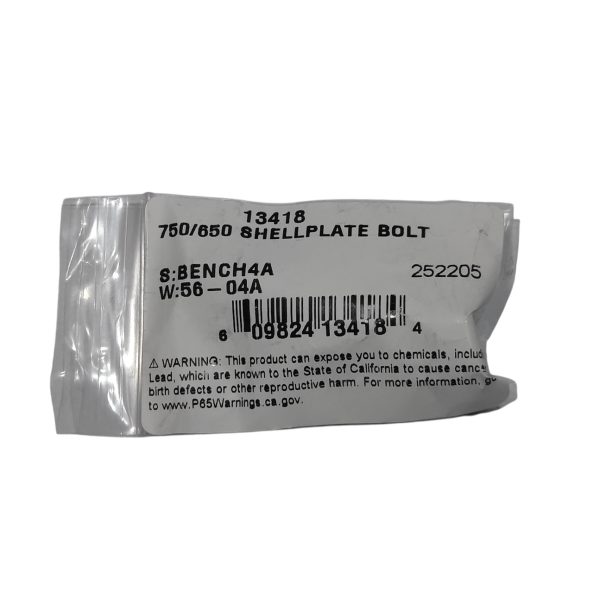 13418
750/650 SHELLPLATE BOLT
S:BENCH4A 252205
W:56-04A
6 09824 13418 4
⚠ WARNING: This product can expose you to chemicals, includ
Lead, which are known to the State of California to cause cance
birth defects or other reproductive harm. For more information, go
to www.P65Warnings.ca.gov.